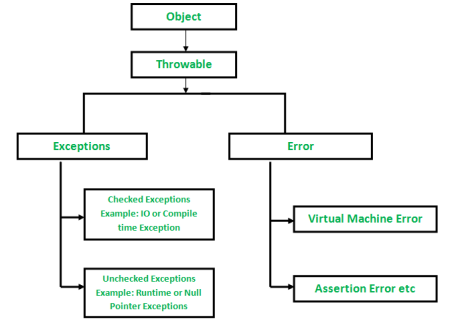 Object
Throwable
Exceptions
Error
Checked Exceptions
Example: IO or Compile
time Exception
Virtual Machine Error
Unchecked Exceptions
Example: Runtime or Null
Pointer Exceptions
Assertion Error etc